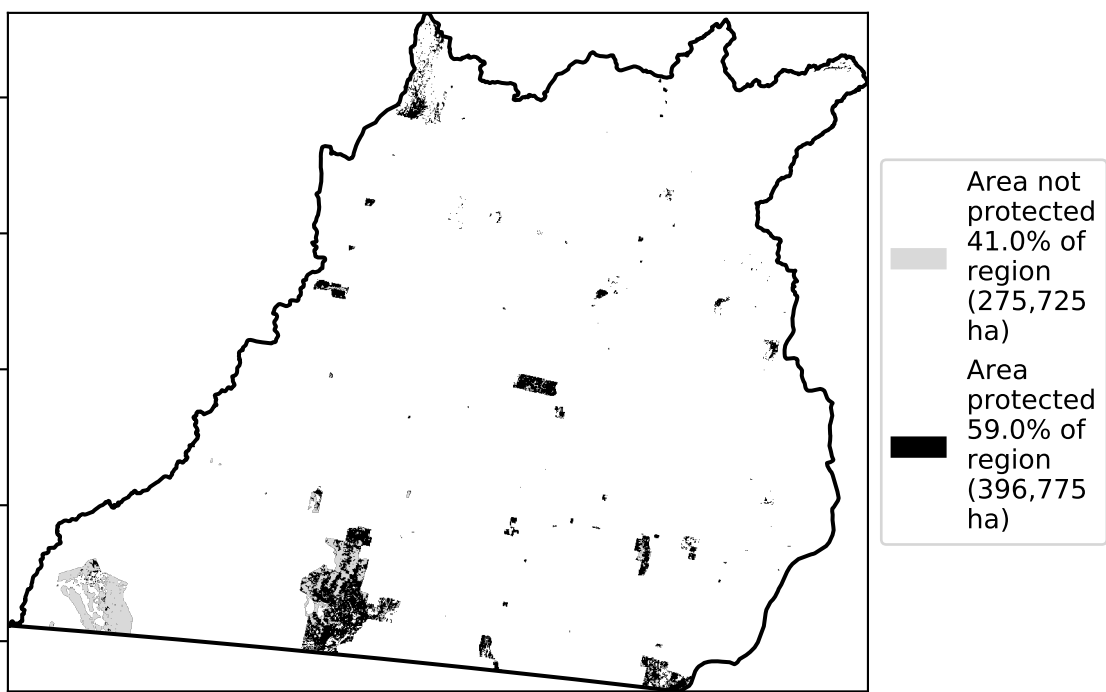 Area not
protected
41.0% of
region
(275,725
ha)
Area
protected
59.0% of
region
(396,775
ha)